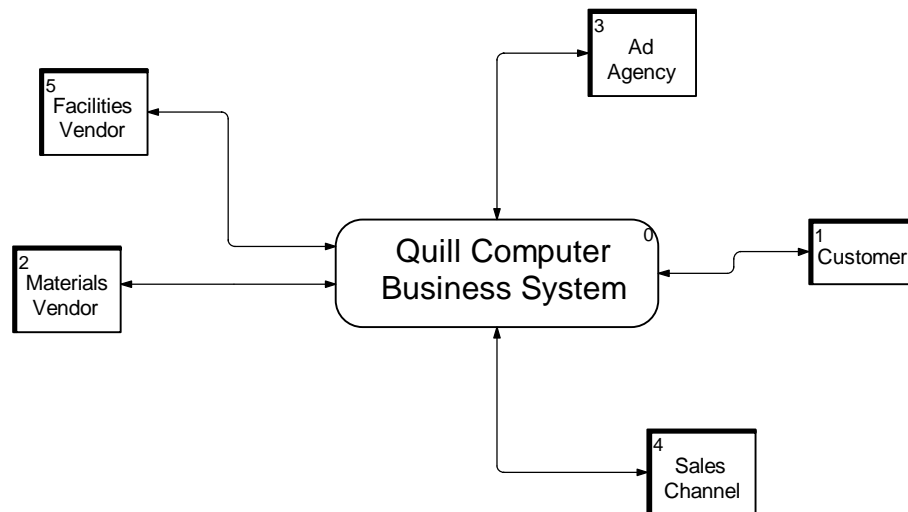 3
Ad
Agency
5
Facilities
Vendor
0
Quill Computer
Business System
1
Customer
2
Materials
Vendor
4
Sales
Channel